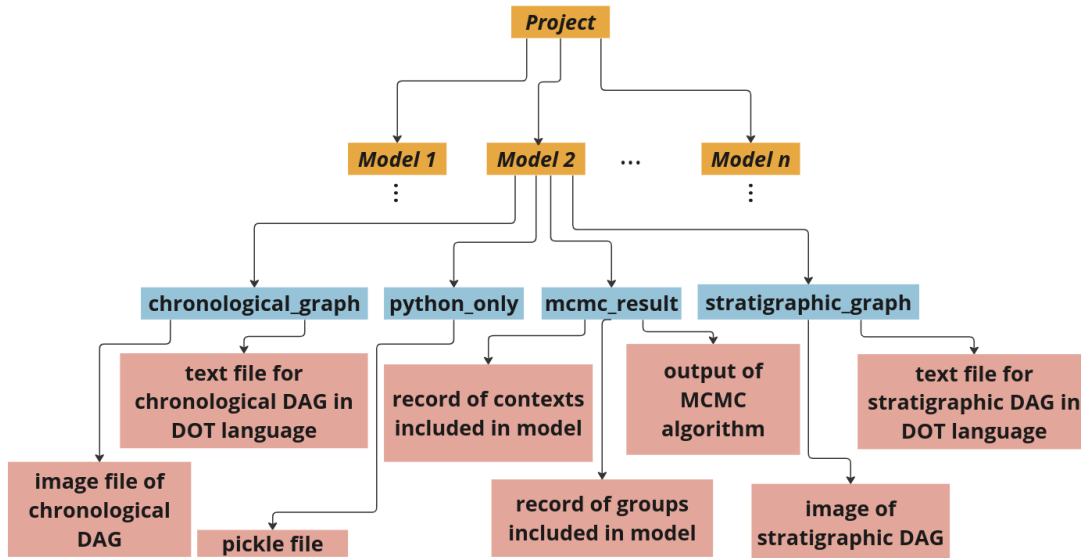 Project
Model 1
Model 2
...
Model n
chronological_graph
python_only
mcmc_result
stratigraphic_graph
text file for
chronological DAG in
DOT language
record of contexts
included in model
output of
MCMC
algorithm
text file for
stratigraphic DAG in
DOT language
image file of
chronological
DAG
pickle file
record of groups
included in model
image of
stratigraphic DAG